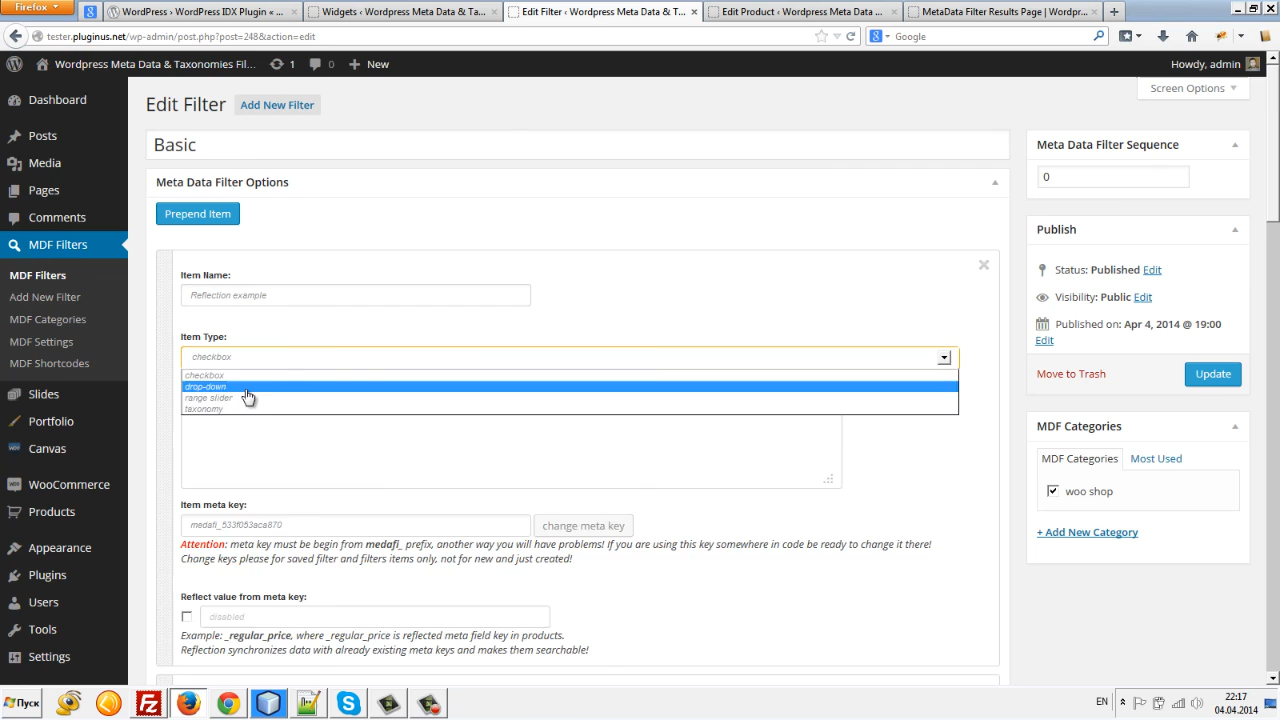 Firefox
WordPress › WordPress IDX Plugin « ...
Widgets ‹ Wordpress Meta Data & Ta...
Edit Filter ‹ Wordpress Meta Data & T...
Edit Product ‹ Wordpress Meta Data ...
MetaData Filter Results Page | Wordpr...
tester.pluginus.net/wp-admin/post.php?post=248&action=edit
Google
Wordpress Meta Data & Taxonomies Fil...
1
0
New
Howdy, admin
Dashboard
Posts
Media
Pages
Comments
MDF Filters
MDF Filters
Add New Filter
MDF Categories
MDF Settings
MDF Shortcodes
Slides
Portfolio
Canvas
WooCommerce
Products
Appearance
Plugins
Users
Tools
Settings
Screen Options
Edit Filter
Add New Filter
Basic
Meta Data Filter Options
Prepend Item
Item Name:
Reflection example
Item Type:
checkbox
checkbox
drop-down
range slider
taxonomy
Item meta key:
medafi_533f053aca870
change meta key
Attention: meta key must be begin from medafi_ prefix, another way you will have problems! If you are using this key somewhere in code be ready to change it there!
Change keys please for saved filter and filters items only, not for new and just created!
Reflect value from meta key:
disabled
Example: _regular_price, where _regular_price is reflected meta field key in products.
Reflection synchronizes data with already existing meta keys and makes them searchable!
Meta Data Filter Sequence
0
Publish
Status: Published Edit
Visibility: Public Edit
Published on: Apr 4, 2014 @ 19:00
Edit
Move to Trash
Update
MDF Categories
MDF Categories
Most Used
woo shop
+ Add New Category
Пуск
EN
22:17
04.04.2014